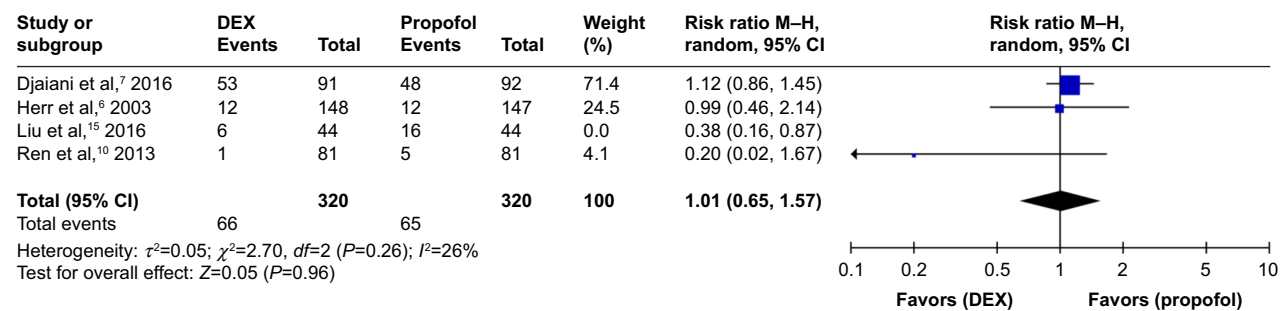 Study or subgroup DEX Events Total Propofol Events Total Weight (%) Risk ratio M–H, random, 95% CI Risk ratio M–H, random, 95% CI
Djaiani et al,⁷ 2016 53 91 48 92 71.4 1.12 (0.86, 1.45)
Herr et al,⁶ 2003 12 148 12 147 24.5 0.99 (0.46, 2.14)
Liu et al,¹⁵ 2016 6 44 16 44 0.0 0.38 (0.16, 0.87)
Ren et al,¹⁰ 2013 1 81 5 81 4.1 0.20 (0.02, 1.67)
Total (95% CI) 320 320 100 1.01 (0.65, 1.57)
Total events 66 65
Heterogeneity: τ²=0.05; χ²=2.70, df=2 (P=0.26); I²=26%
Test for overall effect: Z=0.05 (P=0.96)
0.1 0.2 0.5 1 2 5 10
Favors (DEX) Favors (propofol)